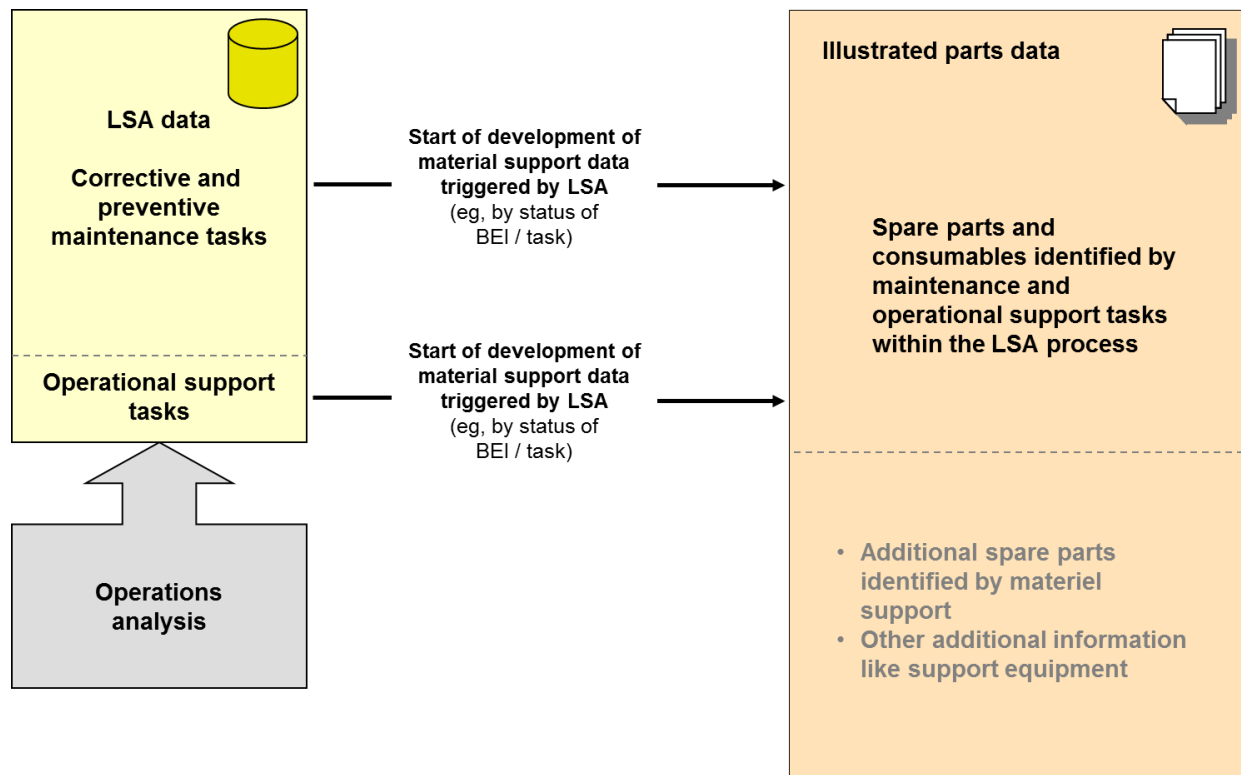 LSA data
Corrective and
preventive
maintenance tasks
Operational support
tasks
Operations
analysis
Start of development of
material support data
triggered by LSA
(eg, by status of
BEI / task)
Start of development of
material support data
triggered by LSA
(eg, by status of
BEI / task)
Illustrated parts data
Spare parts and
consumables identified by
maintenance and
operational support tasks
within the LSA process
• Additional spare parts
identified by materiel
support
• Other additional information
like support equipment